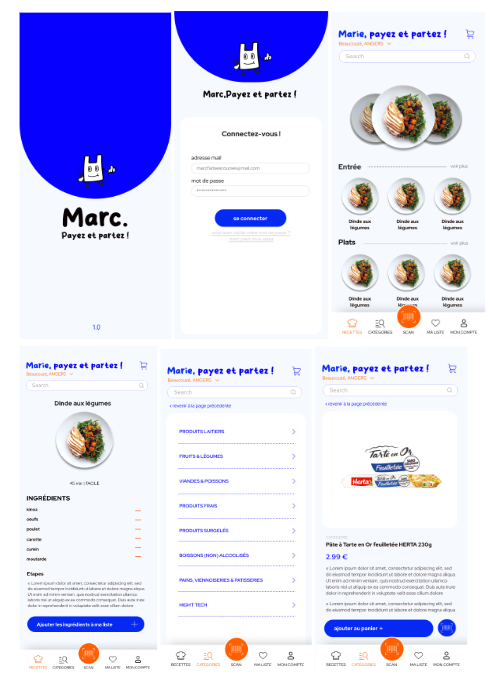 Marc.
Payez et partez !
1.0
Marc,Payez et partez !
Connectez-vous !
adresse mail
marcfaitsescourses@mail.com
mot de passe
se connecter
Marie, payez et partez !
Beaucouzé, ANGERS
Search
Entrée
voir plus
Dinde aux légumes
Dinde aux légumes
Dinde aux légumes
Plats
voir plus
Dinde aux légumes
Dinde aux légumes
Dinde aux légumes
RECETTES CATEGORIES SCAN MA LISTE MON COMPTE
Marie, payez et partez !
Beaucouzé, ANGERS
Search
Dinde aux légumes
45 min | FACILE
INGRÉDIENTS
oeufs
poulet
carotte
cumin
moutarde
Etapes
Lorem ipsum dolor sit amet, consectetur adipiscing elit, sed
do eiusmod tempor incididunt ut labore et dolore magna aliqua.
Ut enim ad minim veniam, quis nostrud exercitation ullamco
laboris nisi ut aliquip ex ea commodo consequat. Duis aute irure
dolor in reprehenderit in voluptate velit esse cillum dolore
Ajouter les ingrédients à ma liste
RECETTES CATEGORIES SCAN MA LISTE MON COMPTE
Marie, payez et partez !
Beaucouzé, ANGERS
Search
< revenir à la page précédente
PRODUITS LAITIERS
FRUITS & LÉGUMES
VIANDES & POISSONS
PRODUITS FRAIS
PRODUITS SURGELÉS
BOISSONS (NON) ALCOOLISÉS
PAINS, VIENNOISERIES & PATISSERIES
HIGHT TECH
RECETTES CATEGORIES SCAN MA LISTE MON COMPTE
Marie, payez et partez !
Beaucouzé, ANGERS
Search
< revenir à la page précédente
Tarte en Or
Feuilletée
Herta
Pâte à Tarte en Or Feuilletée HERTA 230g
2.99 €
Lorem ipsum dolor sit amet, consectetur adipiscing elit, sed
do eiusmod tempor incididunt ut labore et dolore magna aliqua.
Ut enim ad minim veniam, quis nostrud exercitation ullamco
laboris nisi ut aliquip ex ea commodo consequat. Duis aute irure
dolor in reprehenderit in voluptate velit esse cillum dolore
Lorem ipsum dolor sit amet, consectetur adipiscing elit, sed
do eiusmod tempor incididunt ut labore et dolore magna aliqua.
ajouter au panier +
RECETTES CATEGORIES SCAN MA LISTE MON COMPTE